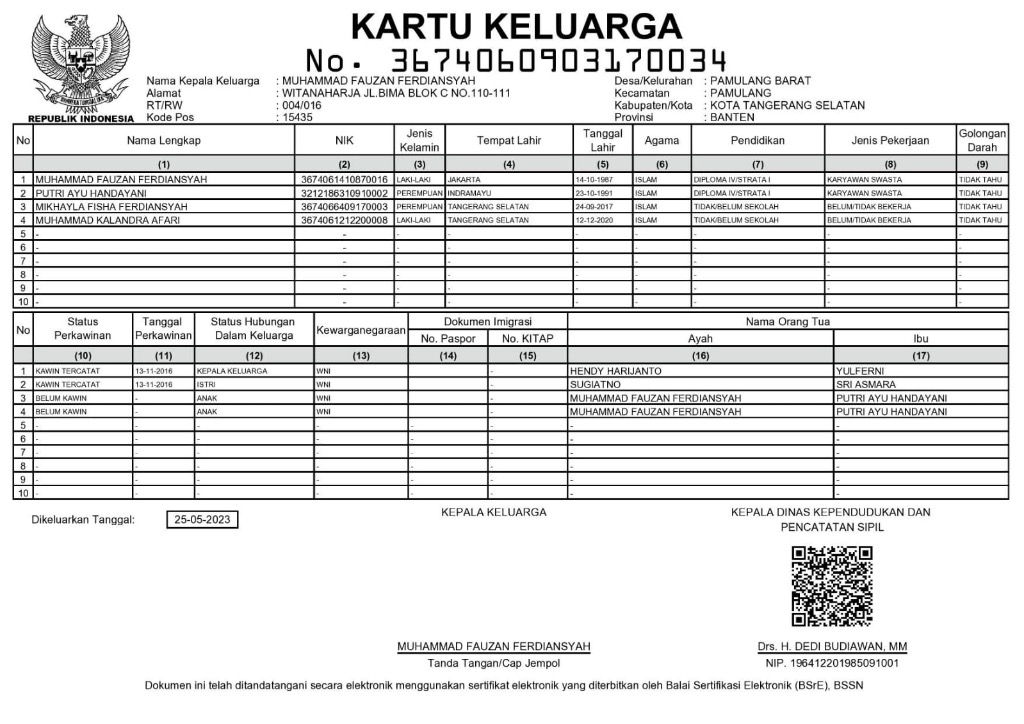 KARTU KELUARGA
No. 3674060903170034
Nama Kepala Keluarga : MUHAMMAD FAUZAN FERDIANSYAH Desa/Kelurahan : PAMULANG BARAT
Alamat : WITANAHARJA JL.BIMA BLOK C NO.110-111 Kecamatan : PAMULANG
RT/RW : 004/016 Kabupaten/Kota : KOTA TANGERANG SELATAN
REPUBLIK INDONESIA Kode Pos : 15435 Provinsi : BANTEN
No Nama Lengkap NIK Jenis Kelamin Tempat Lahir Tanggal Lahir Agama Pendidikan Jenis Pekerjaan Golongan Darah
(1) (2) (3) (4) (5) (6) (7) (8) (9)
1 MUHAMMAD FAUZAN FERDIANSYAH 3674061410870016 LAKI-LAKI JAKARTA 14-10-1987 ISLAM DIPLOMA IV/STRATA I KARYAWAN SWASTA TIDAK TAHU
2 PUTRI AYU HANDAYANI 3212186310910002 PEREMPUAN INDRAMAYU 23-10-1991 ISLAM DIPLOMA IV/STRATA I KARYAWAN SWASTA TIDAK TAHU
3 MIKHAYLA FISHA FERDIANSYAH 3674066409170003 PEREMPUAN TANGERANG SELATAN 24-09-2017 ISLAM TIDAK/BELUM SEKOLAH BELUM/TIDAK BEKERJA TIDAK TAHU
4 MUHAMMAD KALANDRA AFARI 3674061212200008 LAKI-LAKI TANGERANG SELATAN 12-12-2020 ISLAM TIDAK/BELUM SEKOLAH BELUM/TIDAK BEKERJA TIDAK TAHU
5 - - - - - - - - -
6 - - - - - - - - -
7 - - - - - - - - -
8 - - - - - - - - -
9 - - - - - - - - -
10 - - - - - - - - -
No Status Perkawinan Tanggal Perkawinan Status Hubungan Dalam Keluarga Kewarganegaraan Dokumen Imigrasi Nama Orang Tua
No. Paspor No. KITAP Ayah Ibu
(10) (11) (12) (13) (14) (15) (16) (17)
1 KAWIN TERCATAT 13-11-2016 KEPALA KELUARGA WNI - HENDY HARIJANTO YULFERNI
2 KAWIN TERCATAT 13-11-2016 ISTRI WNI - SUGIATNO SRI ASMARA
3 BELUM KAWIN - ANAK WNI - MUHAMMAD FAUZAN FERDIANSYAH PUTRI AYU HANDAYANI
4 BELUM KAWIN - ANAK WNI - MUHAMMAD FAUZAN FERDIANSYAH PUTRI AYU HANDAYANI
5 - - - - - - - -
6 - - - - - - - -
7 - - - - - - - -
8 - - - - - - - -
9 - - - - - - - -
10 - - - - - - - -
Dikeluarkan Tanggal: 25-05-2023 KEPALA KELUARGA KEPALA DINAS KEPENDUDUKAN DAN
PENCATATAN SIPIL
MUHAMMAD FAUZAN FERDIANSYAH Drs. H. DEDI BUDIAWAN, MM
Tanda Tangan/Cap Jempol NIP. 196412201985091001
Dokumen ini telah ditandatangani secara elektronik menggunakan sertifikat elektronik yang diterbitkan oleh Balai Sertifikasi Elektronik (BSrE), BSSN